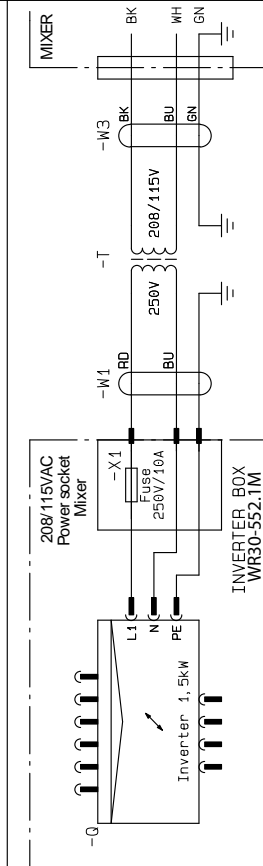 MIXER
BK
WH
GN
-W3
BK
BU
GN
-T
208/115V
250V
-W1
RD
BU
208/115VAC
Power socket
Mixer
-X1
Fuse
250V/10A
INVERTER BOX
WR30-552.1M
L1
N
PE
-Q
Inverter 1,5kW